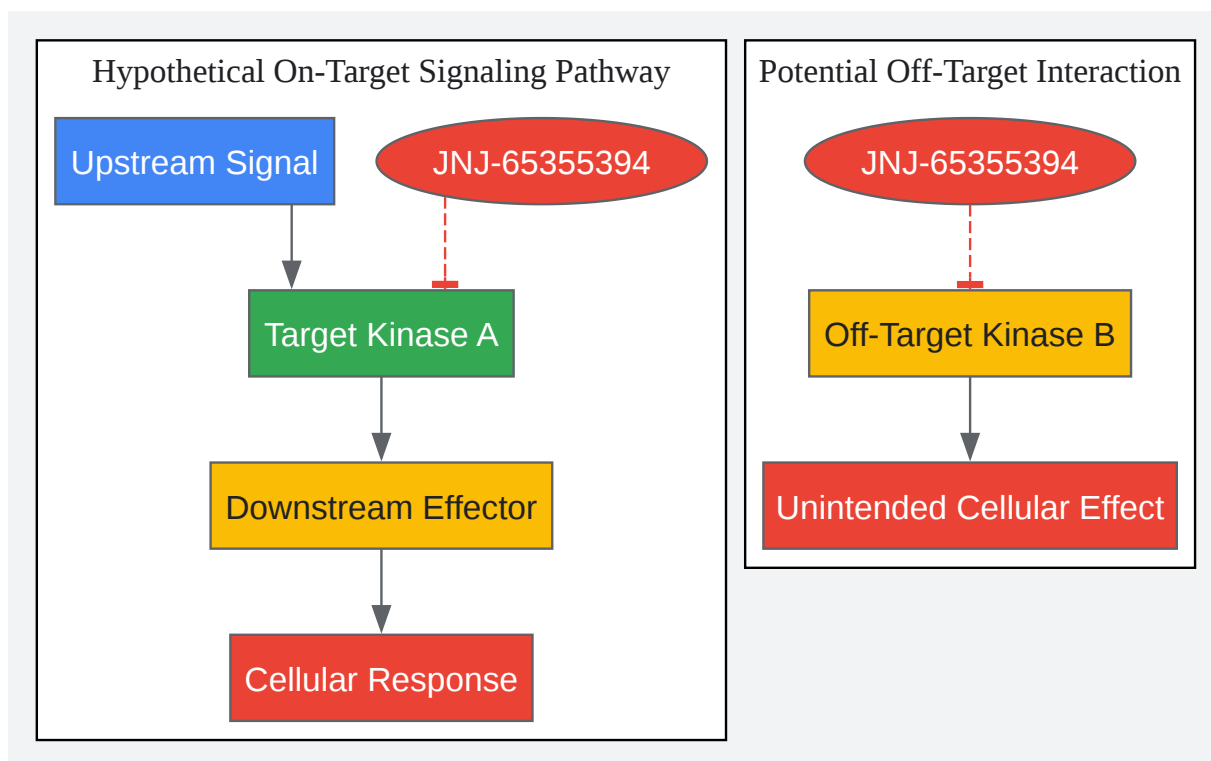 Hypothetical On-Target Signaling Pathway
Upstream Signal
JNJ-65355394
Target Kinase A
Downstream Effector
Cellular Response
Potential Off-Target Interaction
JNJ-65355394
Off-Target Kinase B
Unintended Cellular Effect